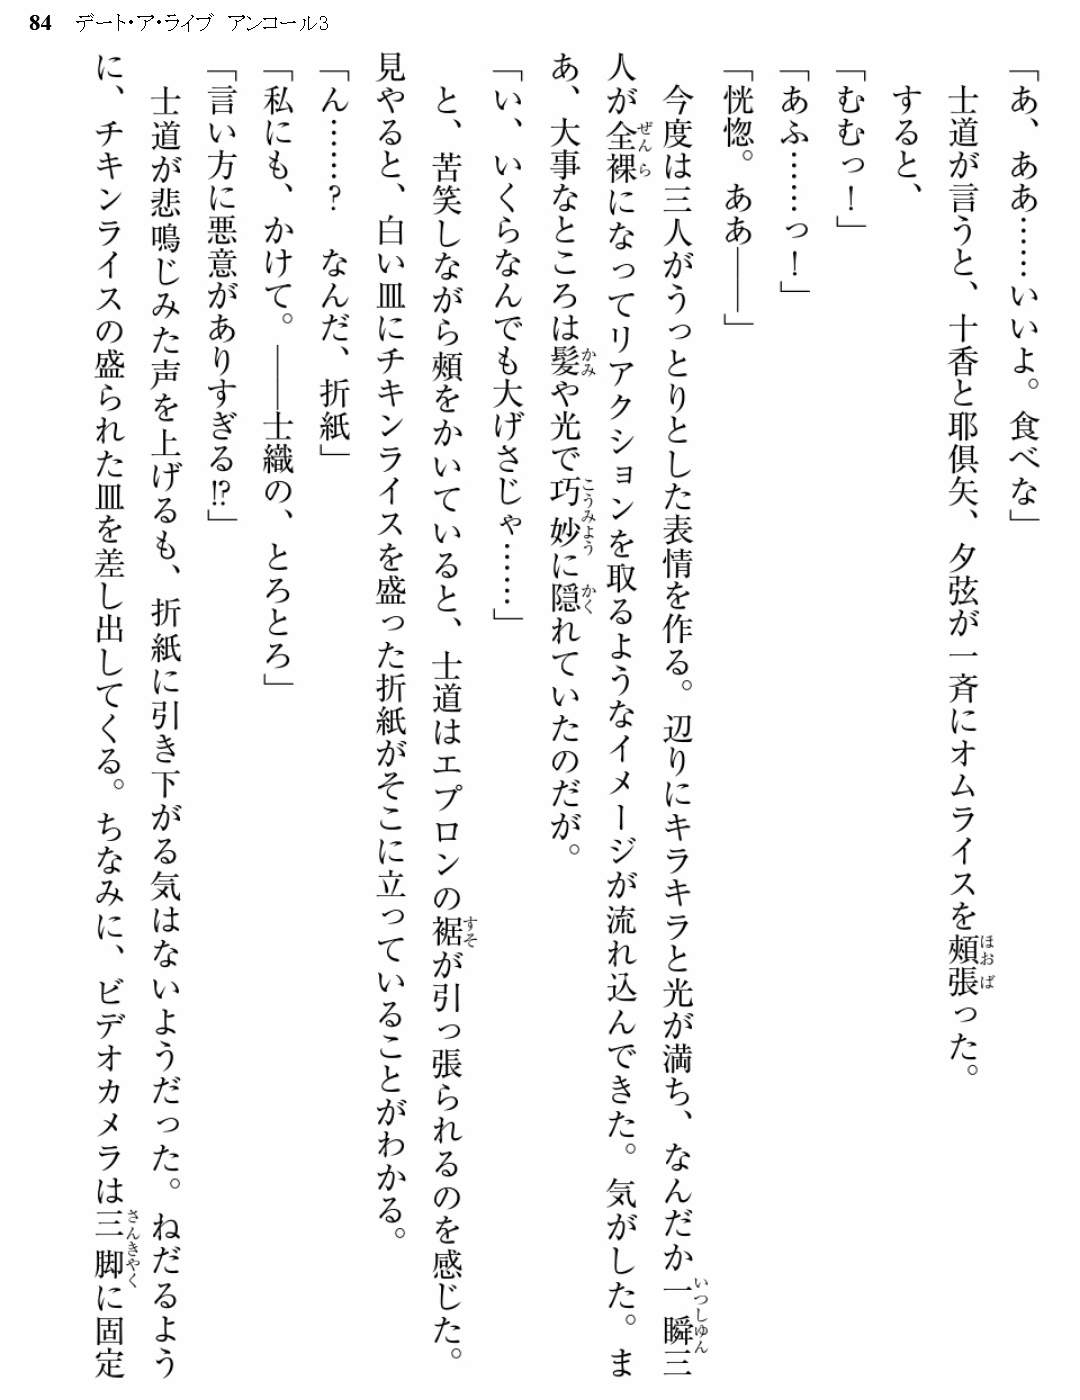 84 デート・ア・ライブ アンコール3
「あ、ああ……いいよ。食べな」
士道が言うと、十香と耶倶矢、夕弦が一斉にオムライスを頬張った。
すると、
「むむっ！」
「あふ……っ！」
「恍惚。ああ――」
今度は三人がうっとりとした表情を作る。辺りにキラキラと光が満ち、なんだか一瞬三
人が全裸になってリアクションを取るようなイメージが流れ込んできた。気がした。ま
あ、大事なところは髪や光で巧妙に隠れていたのだが。
「い、いくらなんでも大げさじゃ……」
と、苦笑しながら頬をかいていると、士道はエプロンの裾が引っ張られるのを感じた。
見やると、白い皿にチキンライスを盛った折紙がそこに立っていることがわかる。
「ん……？　なんだ、折紙」
「私にも、かけて。――士織の、とろとろ」
「言い方に悪意がありすぎる!?」
士道が悲鳴じみた声を上げるも、折紙に引き下がる気はないようだった。ねだるよう
に、チキンライスの盛られた皿を差し出してくる。ちなみに、ビデオカメラは三脚に固定